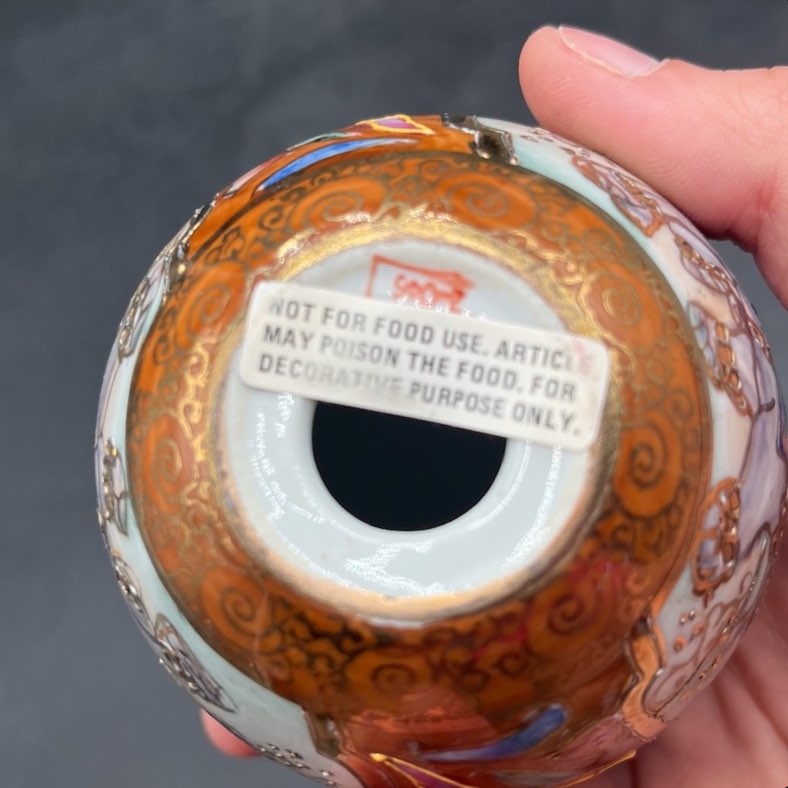 NOT FOR FOOD USE. ARTICLE
MAY POISON THE FOOD. FOR
DECORATIVE PURPOSE ONLY.